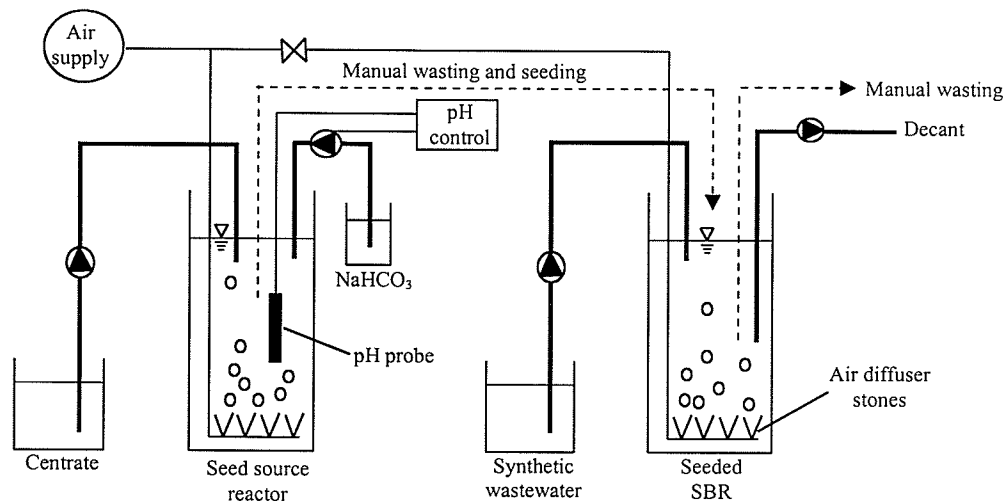 Air
supply
Manual wasting and seeding
pH
control
Manual wasting
Decant
NaHCO₃
pH probe
Air diffuser
stones
Centrate
Seed source
reactor
Synthetic
wastewater
Seeded
SBR